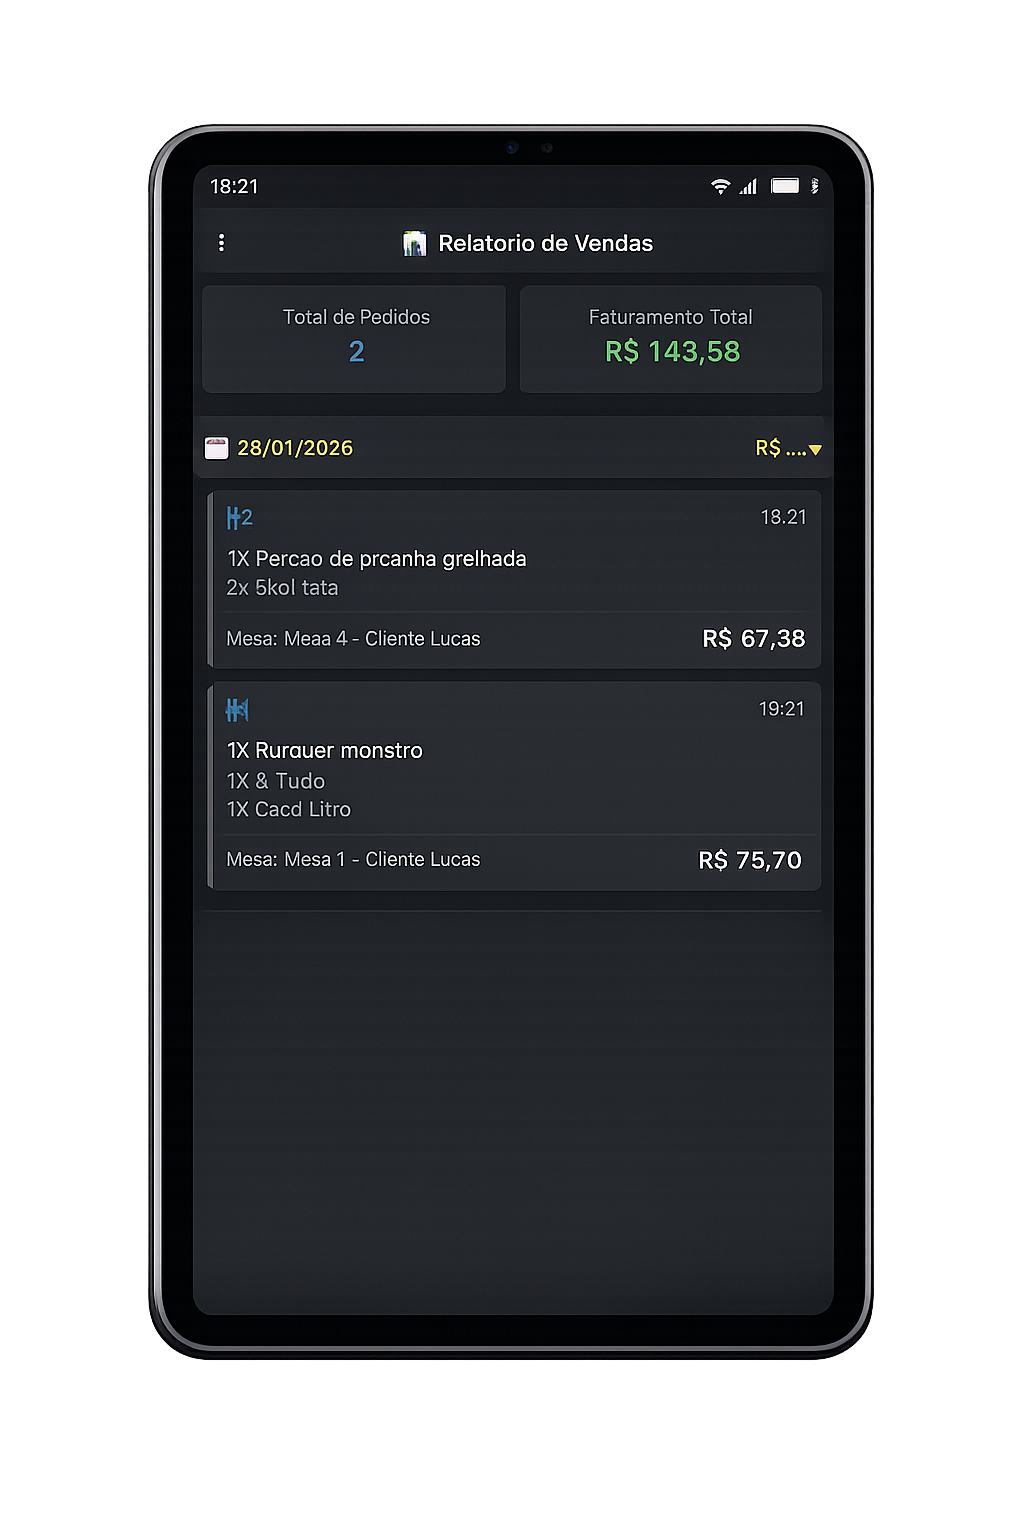 18:21
Relatorio de Vendas
Total de Pedidos
2
Faturamento Total
R$ 143,58
28/01/2026
R$ ....
2
18.21
1X Percao de prcanha grelhada
2x 5kol tata
Mesa: Meaa 4 - Cliente Lucas
R$ 67,38
19:21
1X Rurquer monstro
1X & Tudo
1X Cacd Litro
Mesa: Mesa 1 - Cliente Lucas
R$ 75,70